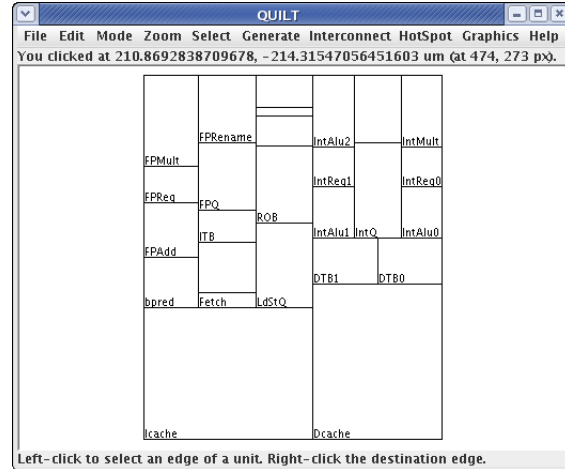 QUILT
File Edit Mode Zoom Select Generate Interconnect HotSpot Graphics Help
You clicked at 210.8692838709678, -214.31547056451603 um (at 474, 273 px).
FPRename IntAlu2 IntMult
FPMult
IntReg1 IntReg0
FPReg
FPQ
ROB
ITB IntAlu1 IntQ IntAlu0
FPAdd
DTB1 DTB0
bpred Fetch LdStQ
Icache Dcache
Left-click to select an edge of a unit. Right-click the destination edge.